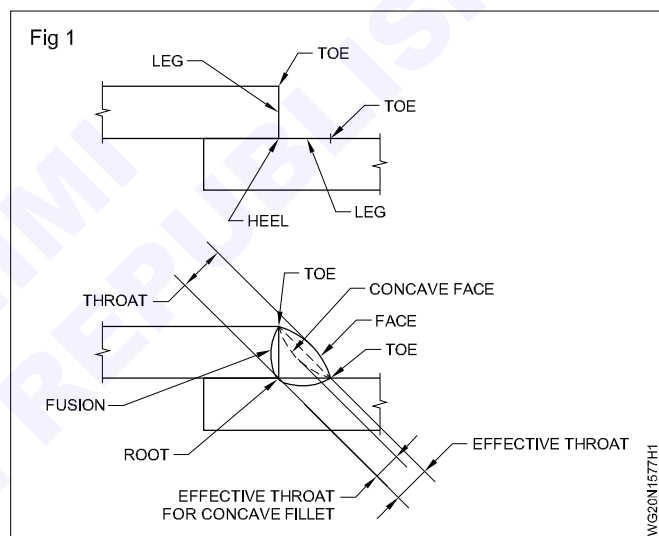 Fig 1
LEG
TOE
TOE
LEG
HEEL
THROAT
TOE
CONCAVE FACE
FACE
TOE
FUSION
ROOT
EFFECTIVE THROAT
EFFECTIVE THROAT
FOR CONCAVE FILLET
WG20N1577H1